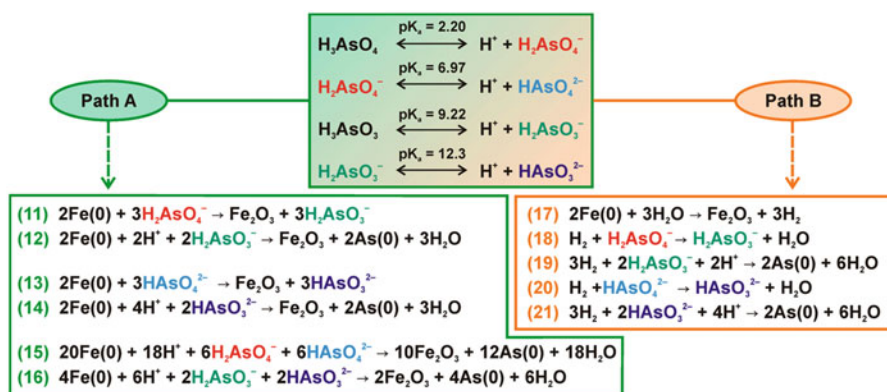 pKₐ = 2.20
H₃AsO₄ ⟷ H⁺ + H₂AsO₄⁻
pKₐ = 6.97
H₂AsO₄⁻ ⟷ H⁺ + HAsO₄²⁻
pKₐ = 9.22
H₃AsO₃ ⟷ H⁺ + H₂AsO₃⁻
pKₐ = 12.3
H₂AsO₃⁻ ⟷ H⁺ + HAsO₃²⁻
Path A
Path B
(11) 2Fe(0) + 3H₂AsO₄⁻ → Fe₂O₃ + 3H₂AsO₃⁻
(12) 2Fe(0) + 2H⁺ + 2H₂AsO₃⁻ → Fe₂O₃ + 2As(0) + 3H₂O
(13) 2Fe(0) + 3HAsO₄²⁻ → Fe₂O₃ + 3HAsO₃²⁻
(14) 2Fe(0) + 4H⁺ + 2HAsO₃²⁻ → Fe₂O₃ + 2As(0) + 3H₂O
(15) 20Fe(0) + 18H⁺ + 6H₂AsO₄⁻ + 6HAsO₄²⁻ → 10Fe₂O₃ + 12As(0) + 18H₂O
(16) 4Fe(0) + 6H⁺ + 2H₂AsO₃⁻ + 2HAsO₃²⁻ → 2Fe₂O₃ + 4As(0) + 6H₂O
(17) 2Fe(0) + 3H₂O → Fe₂O₃ + 3H₂
(18) H₂ + H₂AsO₄⁻ → H₂AsO₃⁻ + H₂O
(19) 3H₂ + 2H₂AsO₃⁻ + 2H⁺ → 2As(0) + 6H₂O
(20) H₂ +HAsO₄²⁻ → HAsO₃²⁻ + H₂O
(21) 3H₂ + 2HAsO₃²⁻ + 4H⁺ → 2As(0) + 6H₂O